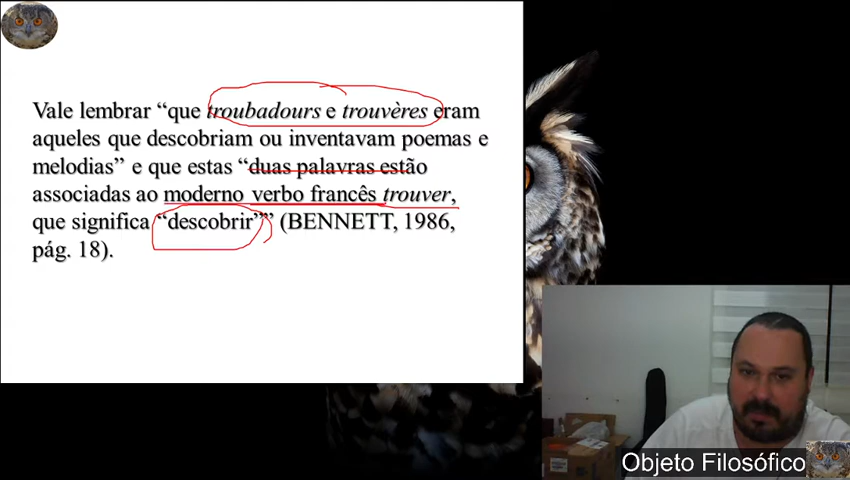 Vale lembrar “que troubadours e trouvères eram
aqueles que descobriam ou inventavam poemas e
melodias” e que estas “duas palavras estão
associadas ao moderno verbo francês trouver,
que significa “descobrir”” (BENNETT, 1986,
pág. 18).
Objeto Filosófico